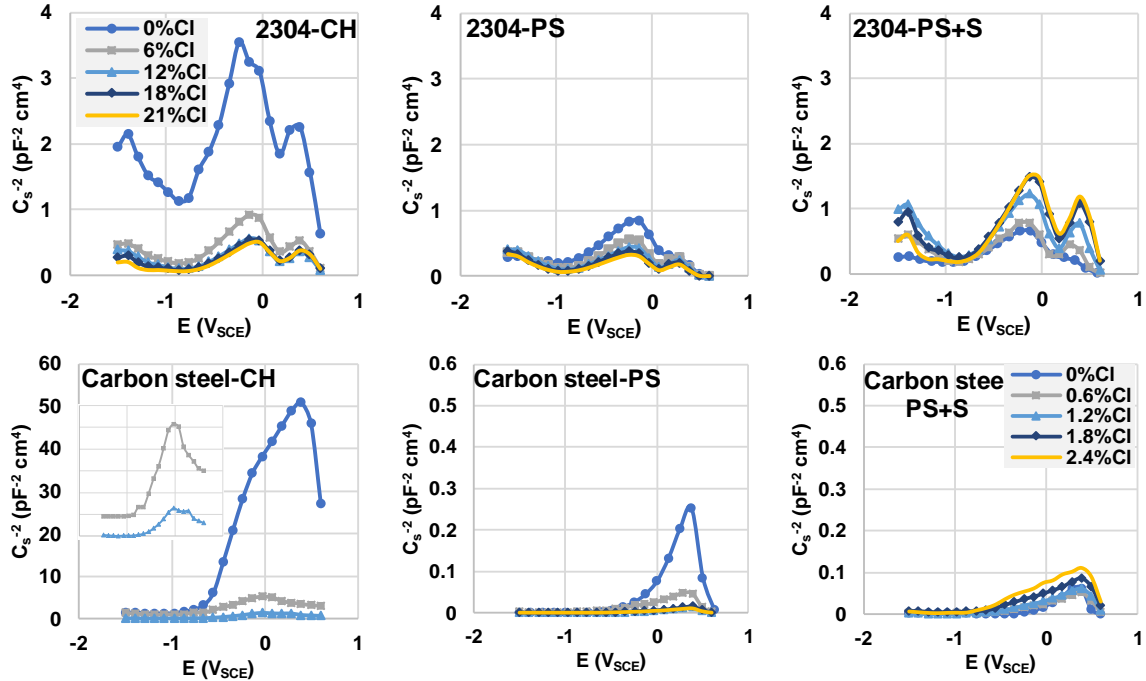 2304-CH
0%Cl
6%Cl
12%Cl
18%Cl
21%Cl
4
3
2
1
0
-2 -1 0 1
E (VSCE)
Cs-2 (pF-2 cm4)
2304-PS
4
3
2
1
0
-2 -1 0 1
E (VSCE)
Cs-2 (pF-2 cm4)
2304-PS+S
4
3
2
1
0
-2 -1 0 1
E (VSCE)
Cs-2 (pF-2 cm4)
Carbon steel-CH
60
50
40
30
20
10
0
-2 -1 0 1
E (VSCE)
Cs-2 (pF-2 cm4)
Carbon steel-PS
0.6
0.5
0.4
0.3
0.2
0.1
0
-2 -1 0 1
E (VSCE)
Cs-2 (pF-2 cm4)
Carbon stee
PS+S
0%Cl
0.6%Cl
1.2%Cl
1.8%Cl
2.4%Cl
0.6
0.5
0.4
0.3
0.2
0.1
0
-2 -1 0 1
E (VSCE)
Cs-2 (pF-2 cm4)